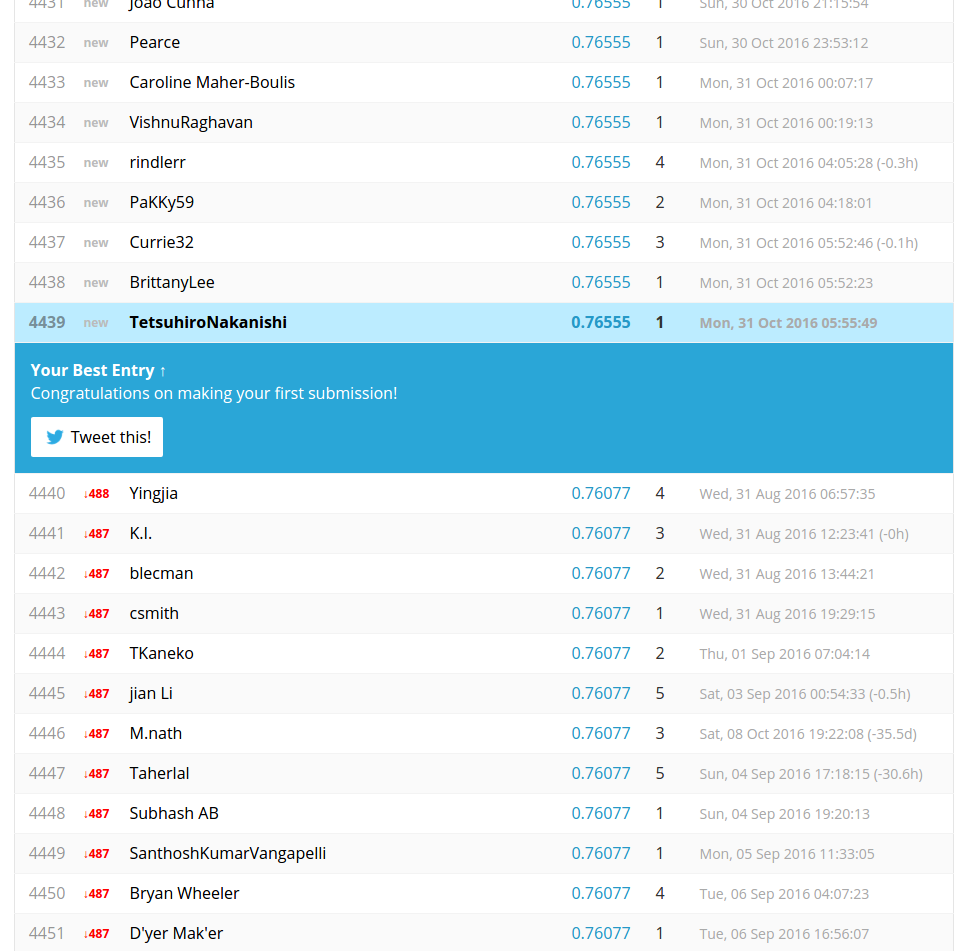 4431 new João Cunha 0.76555 1 Sun, 30 Oct 2016 21:15:54
4432 new Pearce 0.76555 1 Sun, 30 Oct 2016 23:53:12
4433 new Caroline Maher-Boulis 0.76555 1 Mon, 31 Oct 2016 00:07:17
4434 new VishnuRaghavan 0.76555 1 Mon, 31 Oct 2016 00:19:13
4435 new rindlerr 0.76555 4 Mon, 31 Oct 2016 04:05:28 (-0.3h)
4436 new PaKKy59 0.76555 2 Mon, 31 Oct 2016 04:18:01
4437 new Currie32 0.76555 3 Mon, 31 Oct 2016 05:52:46 (-0.1h)
4438 new BrittanyLee 0.76555 1 Mon, 31 Oct 2016 05:52:23
4439 new TetsuhiroNakanishi 0.76555 1 Mon, 31 Oct 2016 05:55:49
Your Best Entry ↑
Congratulations on making your first submission!
Tweet this!
4440 ↓488 Yingjia 0.76077 4 Wed, 31 Aug 2016 06:57:35
4441 ↓487 K.I. 0.76077 3 Wed, 31 Aug 2016 12:23:41 (-0h)
4442 ↓487 blecman 0.76077 2 Wed, 31 Aug 2016 13:44:21
4443 ↓487 csmith 0.76077 1 Wed, 31 Aug 2016 19:29:15
4444 ↓487 TKaneko 0.76077 2 Thu, 01 Sep 2016 07:04:14
4445 ↓487 jian Li 0.76077 5 Sat, 03 Sep 2016 00:54:33 (-0.5h)
4446 ↓487 M.nath 0.76077 3 Sat, 08 Oct 2016 19:22:08 (-35.5d)
4447 ↓487 Taherlal 0.76077 5 Sun, 04 Sep 2016 17:18:15 (-30.6h)
4448 ↓487 Subhash AB 0.76077 1 Sun, 04 Sep 2016 19:20:13
4449 ↓487 SanthoshKumarVangapelli 0.76077 1 Mon, 05 Sep 2016 11:33:05
4450 ↓487 Bryan Wheeler 0.76077 4 Tue, 06 Sep 2016 04:07:23
4451 ↓487 D'yer Mak'er 0.76077 1 Tue, 06 Sep 2016 16:56:07